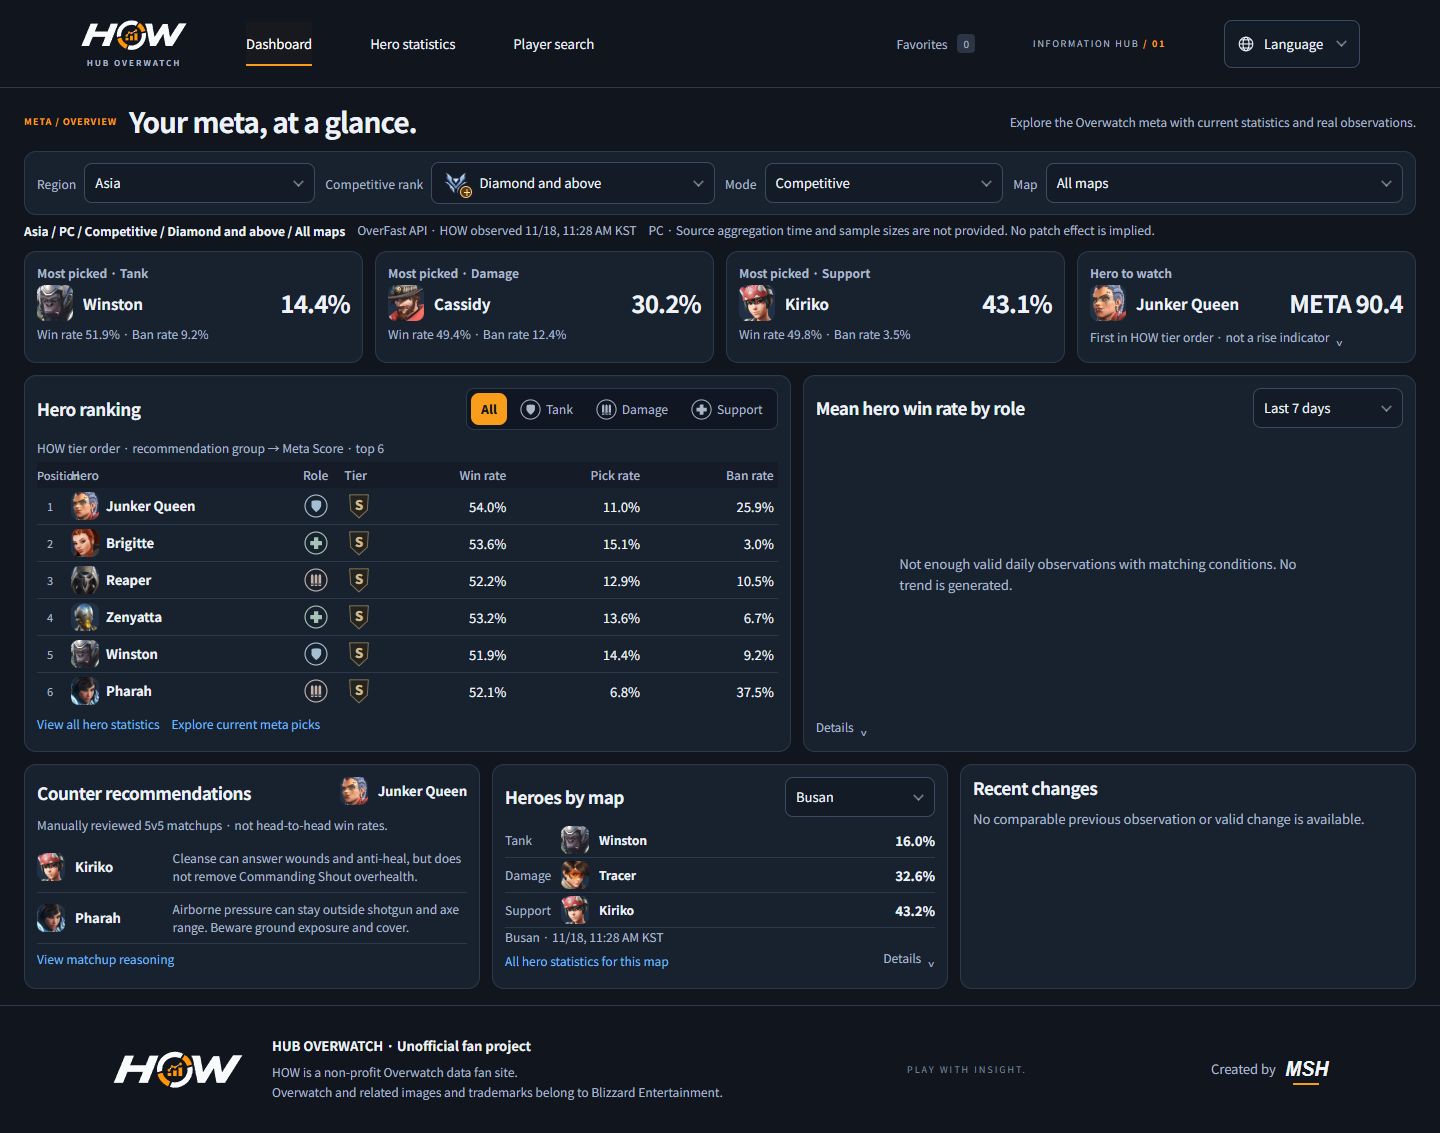 HOW
HUB OVERWATCH
Dashboard
Hero statistics
Player search
Favorites 0
INFORMATION HUB / 01
Language
META / OVERVIEW
Your meta, at a glance.
Explore the Overwatch meta with current statistics and real observations.
Region Asia
Competitive rank Diamond and above
Mode Competitive
Map All maps
Asia / PC / Competitive / Diamond and above / All maps OverFast API · HOW observed 11/18, 11:28 AM KST PC · Source aggregation time and sample sizes are not provided. No patch effect is implied.
Most picked · Tank
Winston 14.4%
Win rate 51.9% · Ban rate 9.2%
Most picked · Damage
Cassidy 30.2%
Win rate 49.4% · Ban rate 12.4%
Most picked · Support
Kiriko 43.1%
Win rate 49.8% · Ban rate 3.5%
Hero to watch
Junker Queen META 90.4
First in HOW tier order · not a rise indicator
Hero ranking
All Tank Damage Support
HOW tier order · recommendation group → Meta Score · top 6
Position Hero Role Tier Win rate Pick rate Ban rate
1 Junker Queen S 54.0% 11.0% 25.9%
2 Brigitte S 53.6% 15.1% 3.0%
3 Reaper S 52.2% 12.9% 10.5%
4 Zenyatta S 53.2% 13.6% 6.7%
5 Winston S 51.9% 14.4% 9.2%
6 Pharah S 52.1% 6.8% 37.5%
View all hero statistics Explore current meta picks
Mean hero win rate by role
Last 7 days
Not enough valid daily observations with matching conditions. No
trend is generated.
Details
Counter recommendations
Junker Queen
Manually reviewed 5v5 matchups · not head-to-head win rates.
Kiriko
Cleanse can answer wounds and anti-heal, but does
not remove Commanding Shout overhealth.
Pharah
Airborne pressure can stay outside shotgun and axe
range. Beware ground exposure and cover.
View matchup reasoning
Heroes by map
Busan
Tank Winston 16.0%
Damage Tracer 32.6%
Support Kiriko 43.2%
Busan · 11/18, 11:28 AM KST
All hero statistics for this map
Details
Recent changes
No comparable previous observation or valid change is available.
HOW
HUB OVERWATCH · Unofficial fan project
HOW is a non-profit Overwatch data fan site.
Overwatch and related images and trademarks belong to Blizzard Entertainment.
PLAY WITH INSIGHT.
Created by MSH